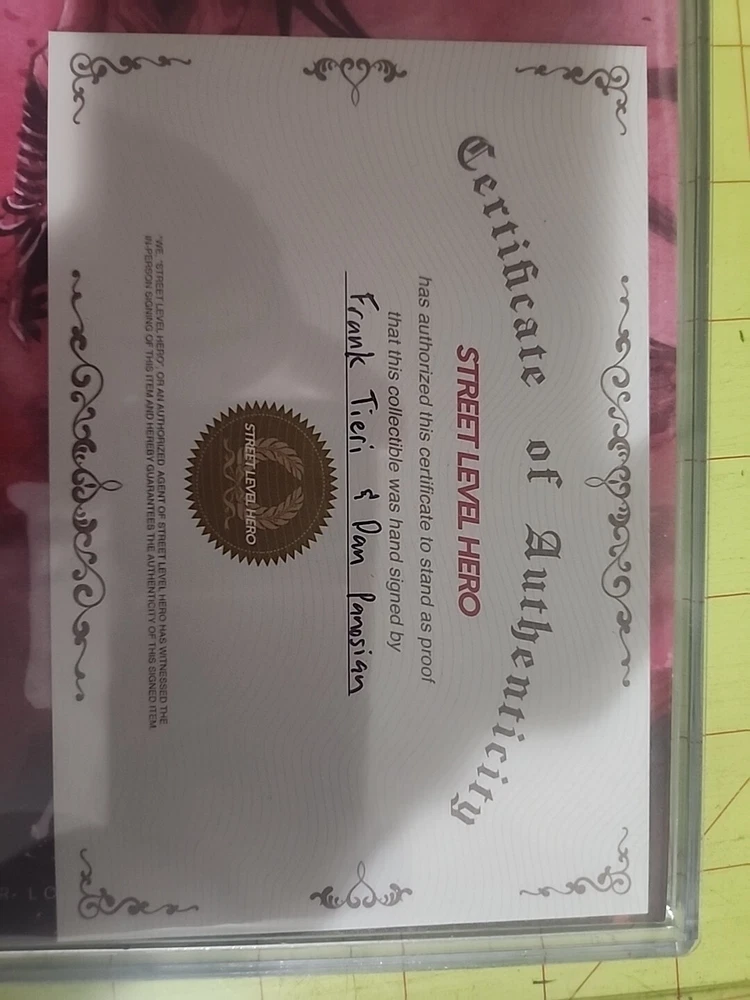 Certificate of Authenticity
STREET LEVEL HERO
has authorized this certificate to stand as proof
that this collectible was hand signed by
Frank Tieri & Dan Panosian
STREET LEVEL HERO
"WE, "STREET LEVEL HERO", OR AN AUTHORIZED AGENT OF STREET LEVEL HERO HAS WITNESSED THE
IN-PERSON SIGNING OF THIS ITEM AND HEREBY GUARANTEES THE AUTHENTICITY OF THIS SIGNED ITEM.